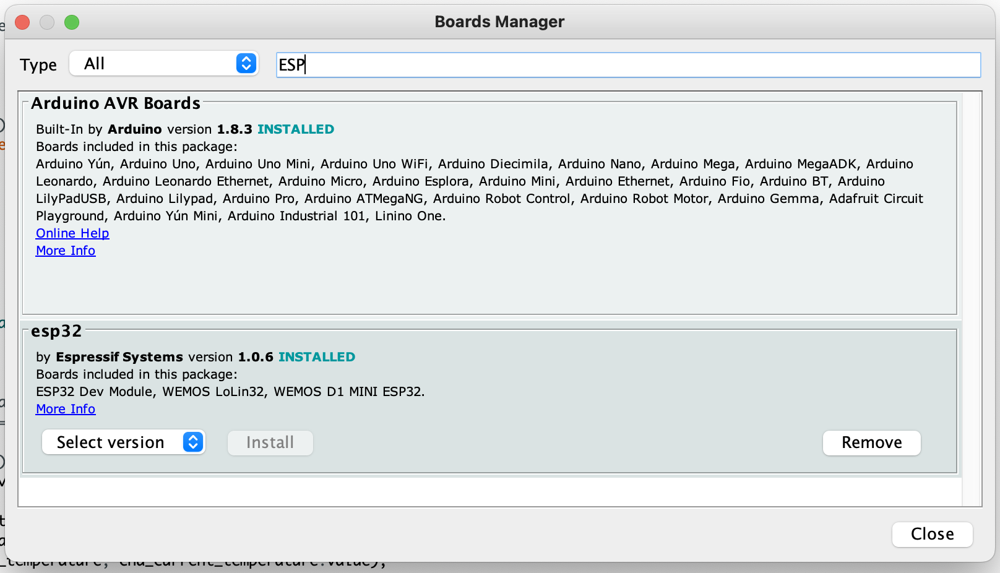 Boards Manager
Type All ESP
Arduino AVR Boards
Built-In by Arduino version 1.8.3 INSTALLED
Boards included in this package:
Arduino Yún, Arduino Uno, Arduino Uno Mini, Arduino Uno WiFi, Arduino Diecimila, Arduino Nano, Arduino Mega, Arduino MegaADK, Arduino
Leonardo, Arduino Leonardo Ethernet, Arduino Micro, Arduino Esplora, Arduino Mini, Arduino Ethernet, Arduino Fio, Arduino BT, Arduino
LilyPadUSB, Arduino Lilypad, Arduino Pro, Arduino ATMegaNG, Arduino Robot Control, Arduino Robot Motor, Arduino Gemma, Adafruit Circuit
Playground, Arduino Yún Mini, Arduino Industrial 101, Linino One.
Online Help
More Info
esp32
by Espressif Systems version 1.0.6 INSTALLED
Boards included in this package:
ESP32 Dev Module, WEMOS LoLin32, WEMOS D1 MINI ESP32.
More Info
Select version Install Remove
Close